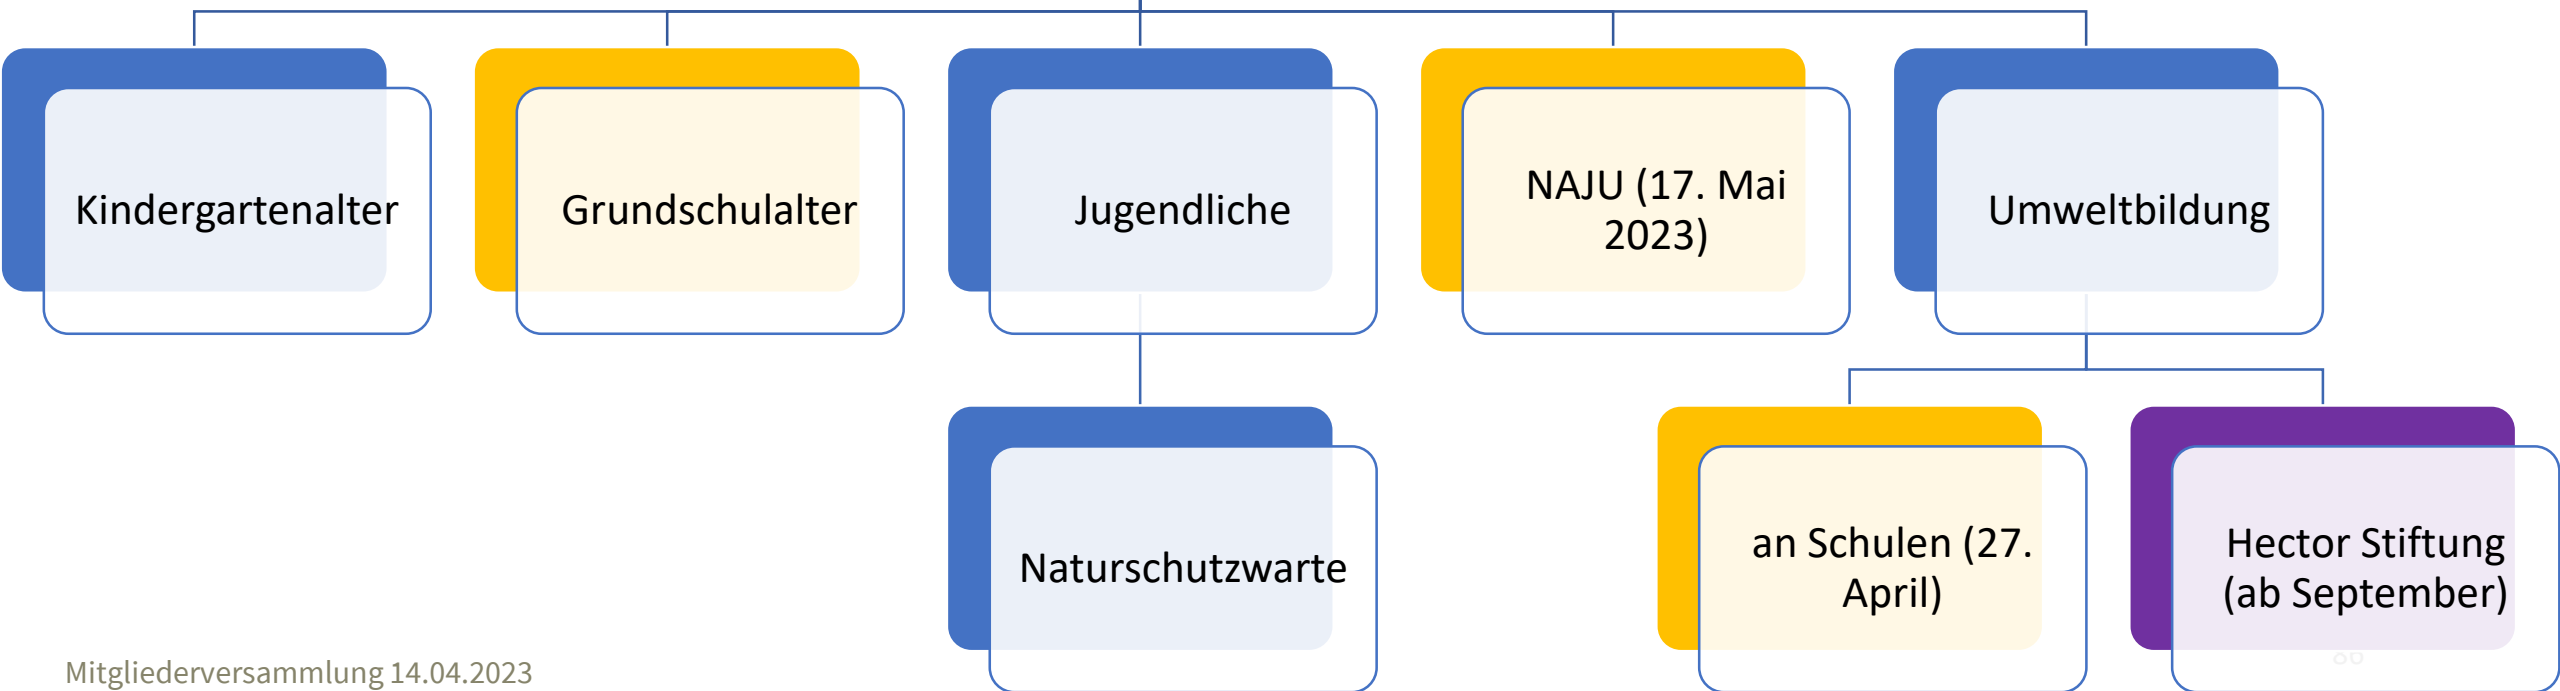 Kindergartenalter
Grundschulalter
Jugendliche
NAJU (17. Mai
2023)
Umweltbildung
Naturschutzwarte
an Schulen (27.
April)
Hector Stiftung
(ab September)
Mitgliederversammlung 14.04.2023